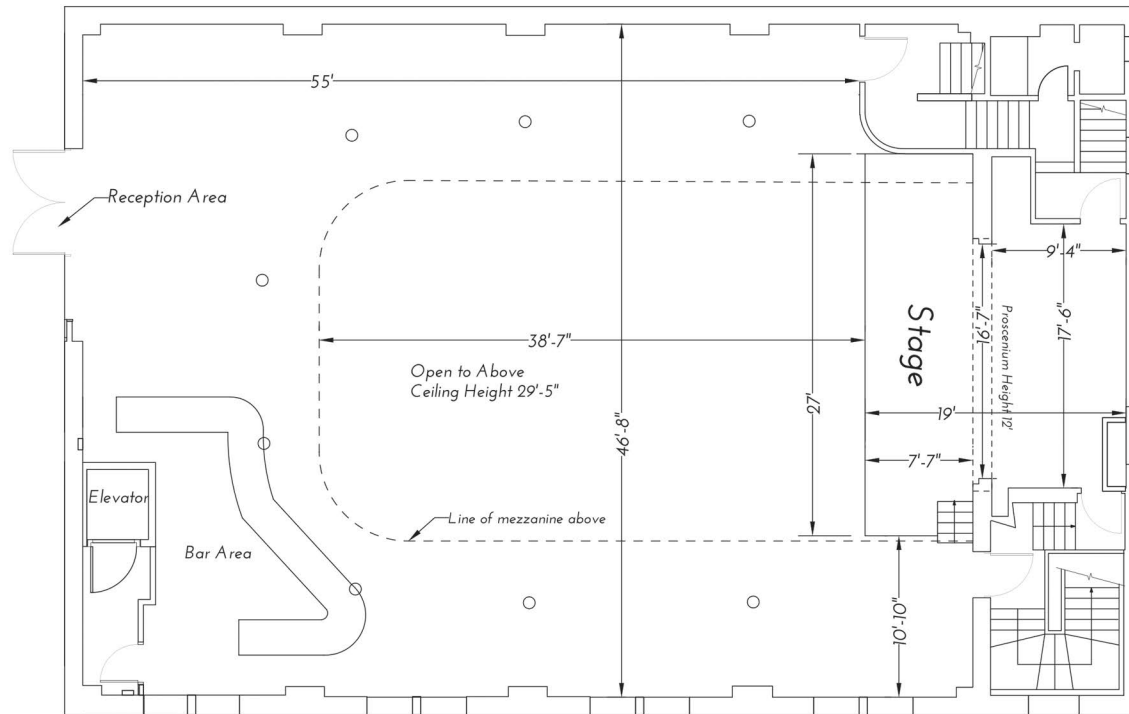 55'
Reception Area
9'-4"
Stage
16'-7"
Proscenium Height 12'
17'-6"
38'-7"
Open to Above
Ceiling Height 29'-5"
46'-8"
27'
19'
7'-7"
Elevator
Line of mezzanine above
Bar Area
10'-10"